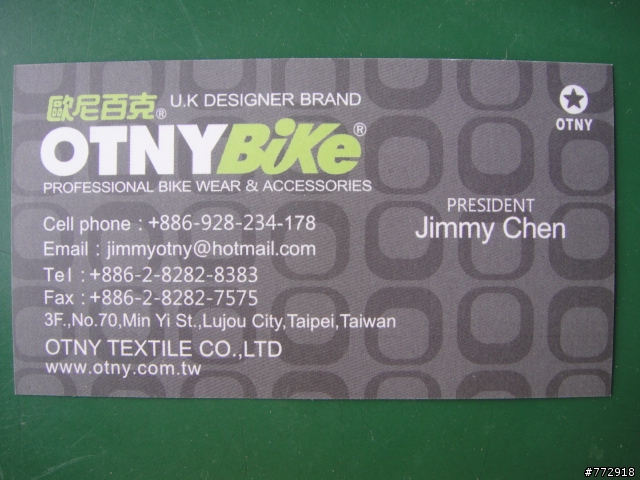 歐尼百克® U.K DESIGNER BRAND
OTNYBiKe®
PROFESSIONAL BIKE WEAR & ACCESSORIES
OTNY
PRESIDENT
Jimmy Chen
Cell phone : +886-928-234-178
Email : jimmyotny@hotmail.com
Tel : +886-2-8282-8383
Fax : +886-2-8282-7575
3F.,No.70,Min Yi St.,Lujou City,Taipei,Taiwan
OTNY TEXTILE CO.,LTD
www.otny.com.tw
#772918